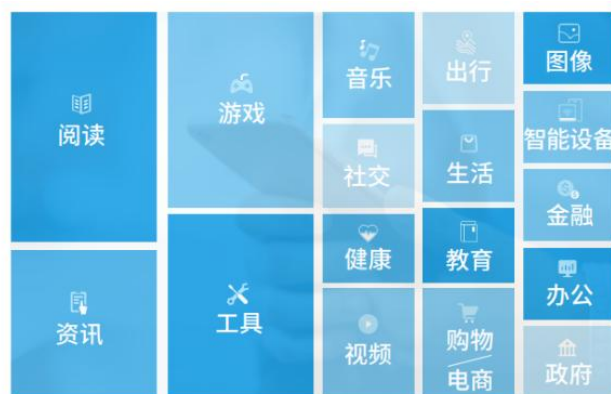 阅读
资讯
游戏
工具
音乐
社交
健康
视频
出行
生活
教育
购物
电商
图像
智能设备
金融
办公
政府